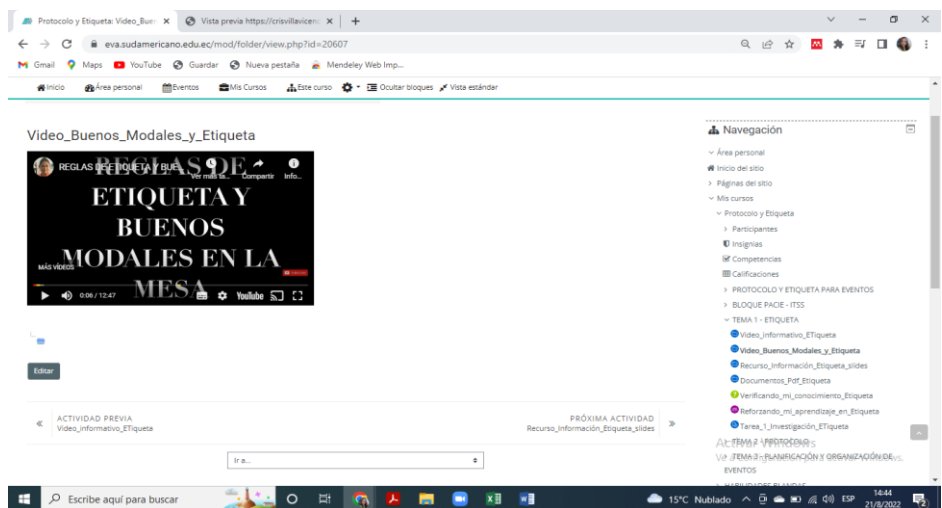 Protocolo y Etiqueta: Video_Buen
Vista previa https://crisvillavicenc
eva.sudamericano.edu.ec/mod/folder/view.php?id=20607
Gmail Maps YouTube Guardar Nueva pestaña Mendeley Web Imp...
Inicio Área personal Eventos Mis Cursos Este curso Ocultar bloques Vista estándar
Video_Buenos_Modales_y_Etiqueta
REGLAS DE ETIQUETA Y BUE
Ver más ta... Compartir Info...
REGLAS DE
ETIQUETA Y
BUENOS
MODALES EN LA
MESA
MÁS VÍDEOS
0:06 / 12:47 YouTube
Editar
ACTIVIDAD PREVIA
Video_informativo_ETiqueta
PRÓXIMA ACTIVIDAD
Recurso_Información_Etiqueta_slides
Ir a...
Navegación
Área personal
Inicio del sitio
Páginas del sitio
Mis cursos
Protocolo y Etiqueta
Participantes
Insignias
Competencias
Calificaciones
PROTOCOLO Y ETIQUETA PARA EVENTOS
BLOQUE PACIE - ITSS
TEMA 1 - ETIQUETA
Video_informativo_ETiqueta
Video_Buenos_Modales_y_Etiqueta
Recurso_Información_Etiqueta_slides
Documentos_Pdf_Etiqueta
Verificando_mi_conocimiento_Etiqueta
Reforzando_mi_aprendizaje_en_Etiqueta
Tarea_1_Investigación_ETiqueta
TEMA 2 - PROTOCOLO
TEMA 3 - PLANIFICACIÓN Y ORGANIZACIÓN DE
EVENTOS
HABILIDADES BLANDAS
Escribe aquí para buscar
15°C Nublado ESP
14:44
21/8/2022